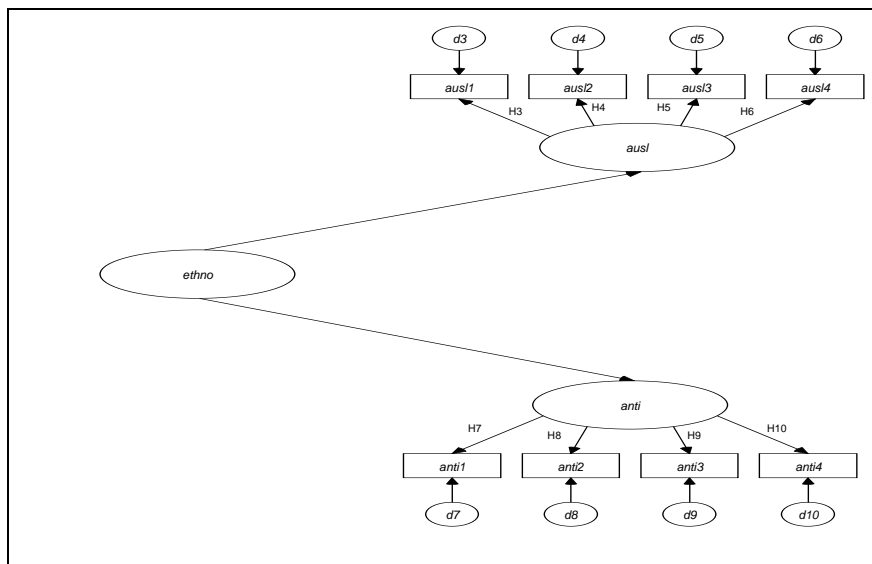 d3 d4 d5 d6
ausl1 ausl2 ausl3 ausl4
H3 H4 H5 H6
ausl
ethno
anti
H7 H8 H9 H10
anti1 anti2 anti3 anti4
d7 d8 d9 d10